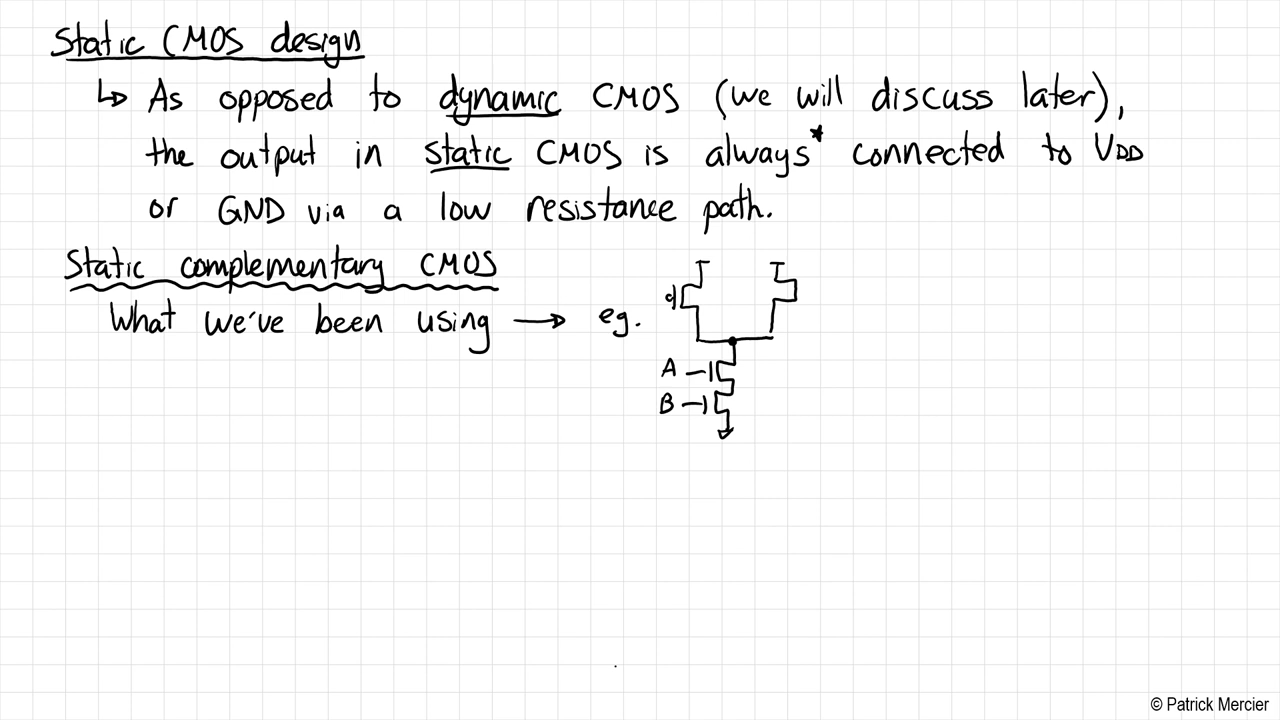 Static CMOS design
↳ As opposed to dynamic CMOS (we will discuss later),
the output in static CMOS is always* connected to VDD
or GND via a low resistance path.
Static complementary CMOS
What we've been using → eg.
A
B
© Patrick Mercier